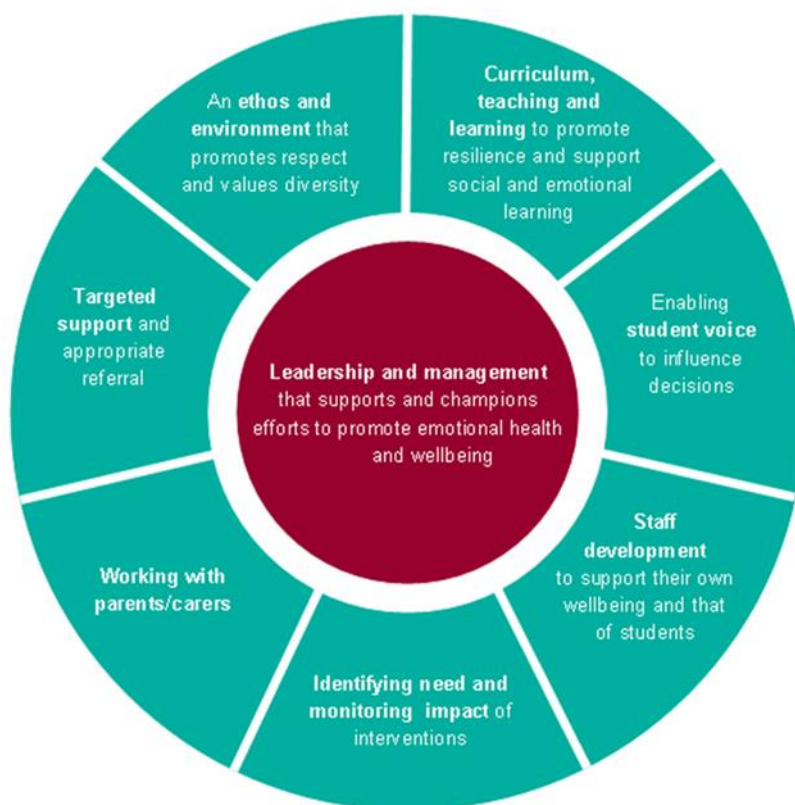 An ethos and
environment that
promotes respect
and values diversity
Curriculum,
teaching and
learning to promote
resilience and support
social and emotional
learning
Enabling
student voice
to influence
decisions
Staff
development
to support their own
wellbeing and that
of students
Identifying need and
monitoring impact of
interventions
Working with
parents/carers
Targeted
support and
appropriate
referral
Leadership and management
that supports and champions
efforts to promote emotional health
and wellbeing